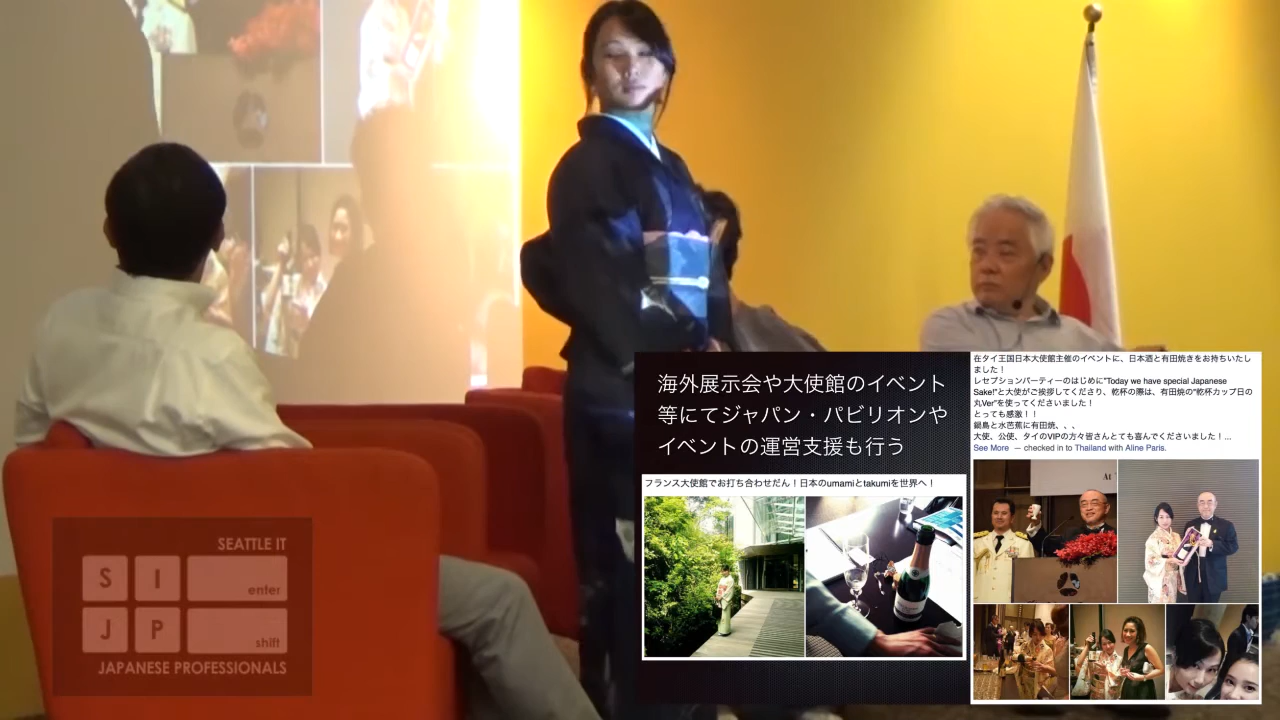 海外展示会や大使館のイベント
等にてジャパン・パビリオンや
イベントの運営支援も行う
フランス大使館でお打ち合わせだん！日本のumamiとtakumiを世界へ！
在タイ王国日本大使館主催のイベントに、日本酒と有田焼きをお持ちいたし
ました！
レセプションパーティーのはじめに"Today we have special Japanese
Sake!"と大使がご挨拶してくださり、乾杯の際は、有田焼の"乾杯カップ日の
丸Ver"を使ってくださいました！
とっても感激！！
鍋島と水芭蕉に有田焼、、、
大使、公使、タイのVIPの方々皆さんとても喜んでくださいました！...
See More — checked in to Thailand with Aline Paris.
At
SEATTLE IT
S I enter
J P shift
JAPANESE PROFESSIONALS